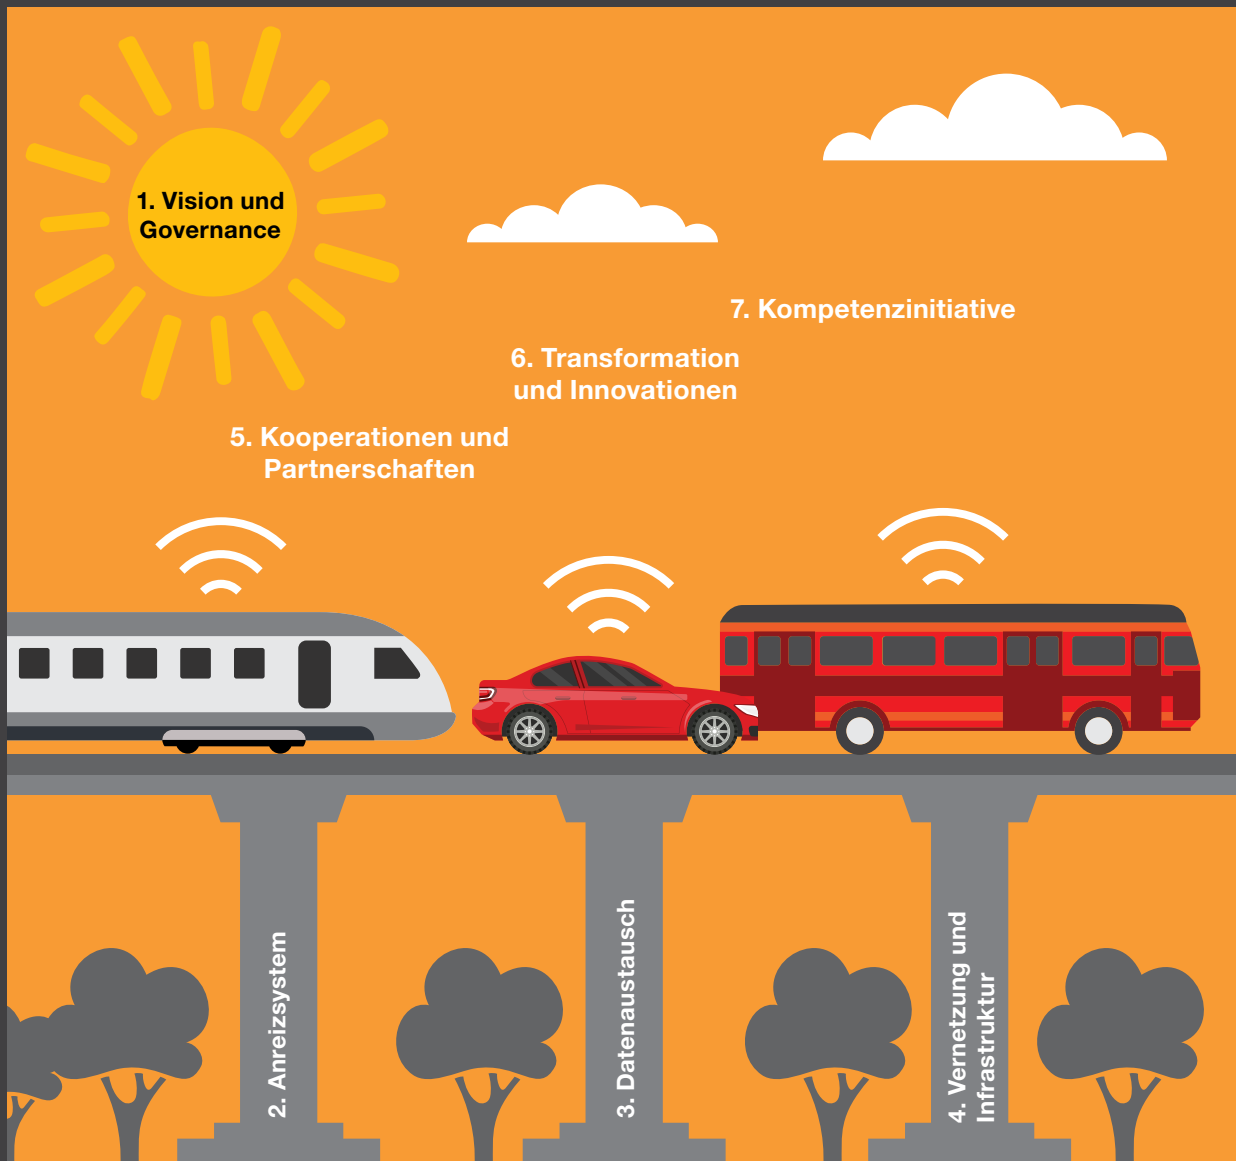 1. Vision und
Governance
7. Kompetenzinitiative
6. Transformation
und Innovationen
5. Kooperationen und
Partnerschaften
2. Anreizsystem
3. Datenaustausch
4. Vernetzung und
Infrastruktur